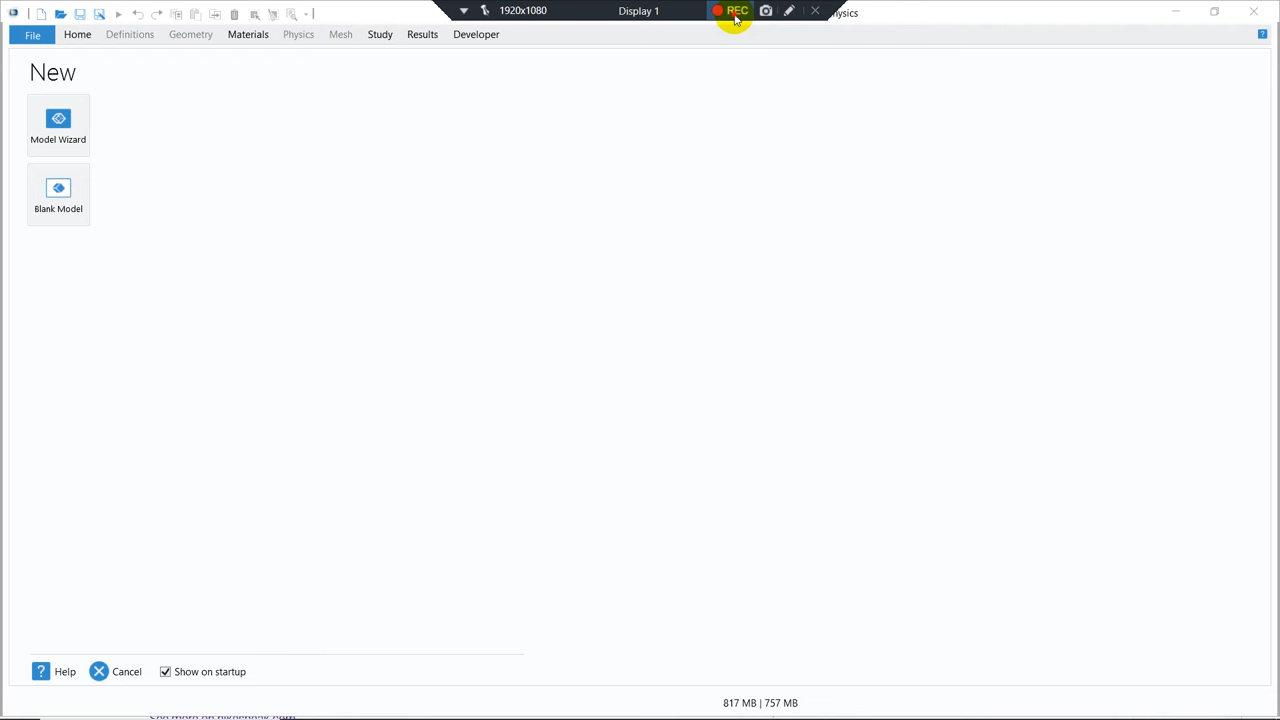 1920x1080 Display 1 REC
File Home Definitions Geometry Materials Physics Mesh Study Results Developer ?
New
Model Wizard
Blank Model
? Help Cancel Show on startup
817 MB | 757 MB